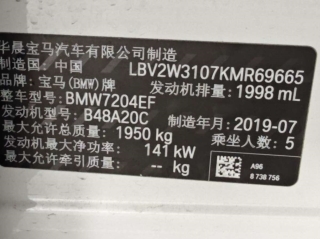 华晨宝马汽车有限公司制造
制造国: 中国 LBV2W3107KMR69665
品牌: 宝马(BMW)牌 发动机排量: 1998 mL
整车型号: BMW7204EF
发动机型号: B48A20C 制造年月: 2019-07
最大允许总质量: 1950 kg 乘坐人数: 5
发动机最大净功率: 141 kW
最大允许牵引质量: -- kg
A96
8 738 756